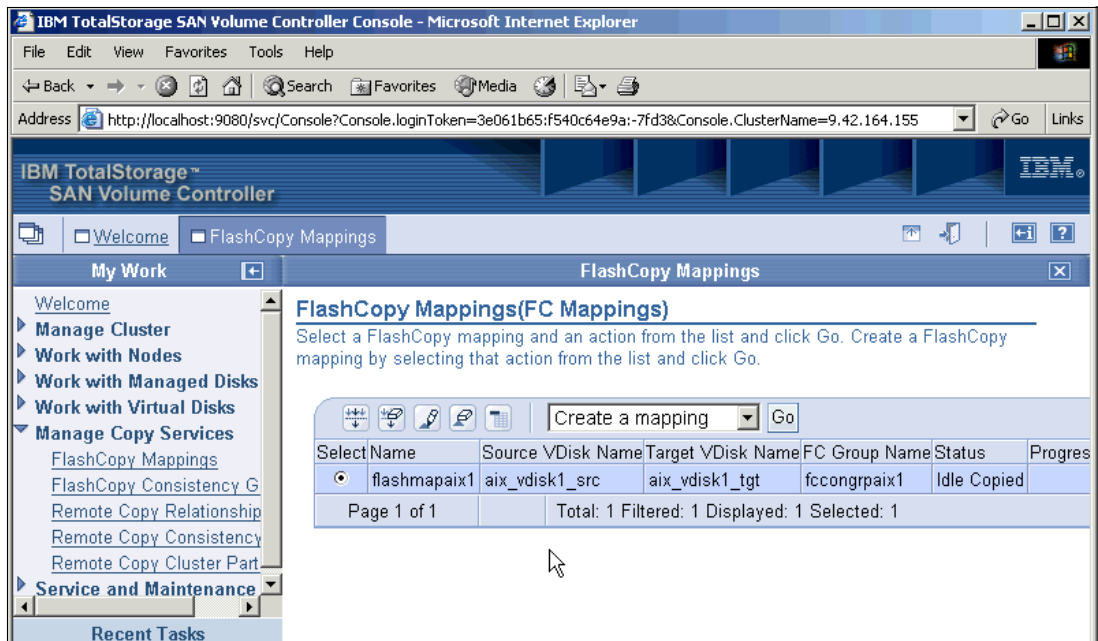 IBM TotalStorage SAN Volume Controller Console - Microsoft Internet Explorer
File Edit View Favorites Tools Help
Back Search Favorites Media
Address http://localhost:9080/svc/Console?Console.loginToken=3e061b65:f540c64e9a:-7fd3&Console.ClusterName=9.42.164.155 Go Links
IBM TotalStorage™
SAN Volume Controller
IBM®
Welcome FlashCopy Mappings
My Work
Welcome
Manage Cluster
Work with Nodes
Work with Managed Disks
Work with Virtual Disks
Manage Copy Services
FlashCopy Mappings
FlashCopy Consistency G
Remote Copy Relationship
Remote Copy Consistency
Remote Copy Cluster Part
Service and Maintenance
Recent Tasks
FlashCopy Mappings
FlashCopy Mappings(FC Mappings)
Select a FlashCopy mapping and an action from the list and click Go. Create a FlashCopy
mapping by selecting that action from the list and click Go.
Create a mapping Go
Select Name Source VDisk Name Target VDisk Name FC Group Name Status Progres
flashmapaix1 aix_vdisk1_src aix_vdisk1_tgt fccongrpaix1 Idle Copied
Page 1 of 1 Total: 1 Filtered: 1 Displayed: 1 Selected: 1